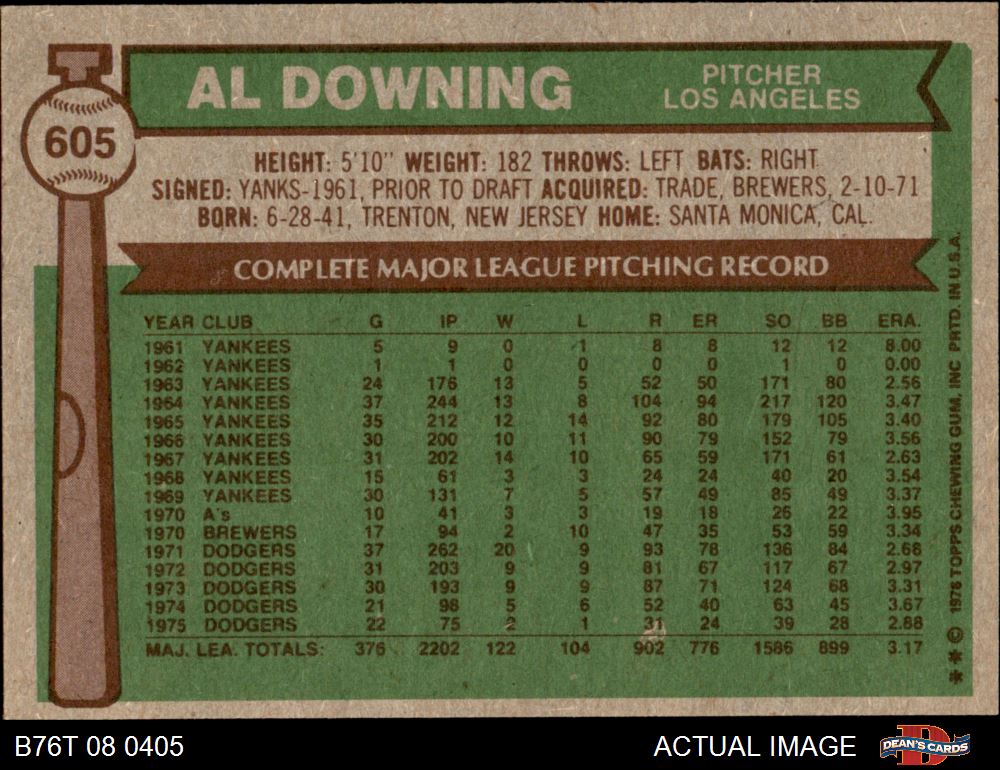 605
AL DOWNING
PITCHER
LOS ANGELES
HEIGHT: 5'10" WEIGHT: 182 THROWS: LEFT BATS: RIGHT
SIGNED: YANKS-1961, PRIOR TO DRAFT ACQUIRED: TRADE, BREWERS, 2-10-71
BORN: 6-28-41, TRENTON, NEW JERSEY HOME: SANTA MONICA, CAL.
COMPLETE MAJOR LEAGUE PITCHING RECORD
YEAR CLUB G IP W L R ER SO BB ERA.
1961 YANKEES 5 9 0 1 8 8 12 12 8.00
1962 YANKEES 1 1 0 0 0 0 1 0 0.00
1963 YANKEES 24 176 13 5 52 50 171 80 2.56
1964 YANKEES 37 244 13 8 104 94 217 120 3.47
1965 YANKEES 35 212 12 14 92 80 179 105 3.40
1966 YANKEES 30 200 10 11 90 79 152 79 3.56
1967 YANKEES 31 202 14 10 65 59 171 61 2.63
1968 YANKEES 15 61 3 3 24 24 40 20 3.54
1969 YANKEES 30 131 7 5 57 49 85 49 3.37
1970 A's 10 41 3 3 19 18 26 22 3.95
1970 BREWERS 17 94 2 10 47 35 53 59 3.34
1971 DODGERS 37 262 20 9 93 78 136 84 2.68
1972 DODGERS 31 203 9 9 81 67 117 67 2.97
1973 DODGERS 30 193 9 9 87 71 124 68 3.31
1974 DODGERS 21 98 5 6 52 40 63 45 3.67
1975 DODGERS 22 75 2 1 31 24 39 28 2.88
MAJ. LEA. TOTALS: 376 2202 122 104 902 776 1586 899 3.17
** © 1976 TOPPS CHEWING GUM, INC PRTD. IN U.S.A.
B76T 08 0405
ACTUAL IMAGE
DEAN'S CARDS